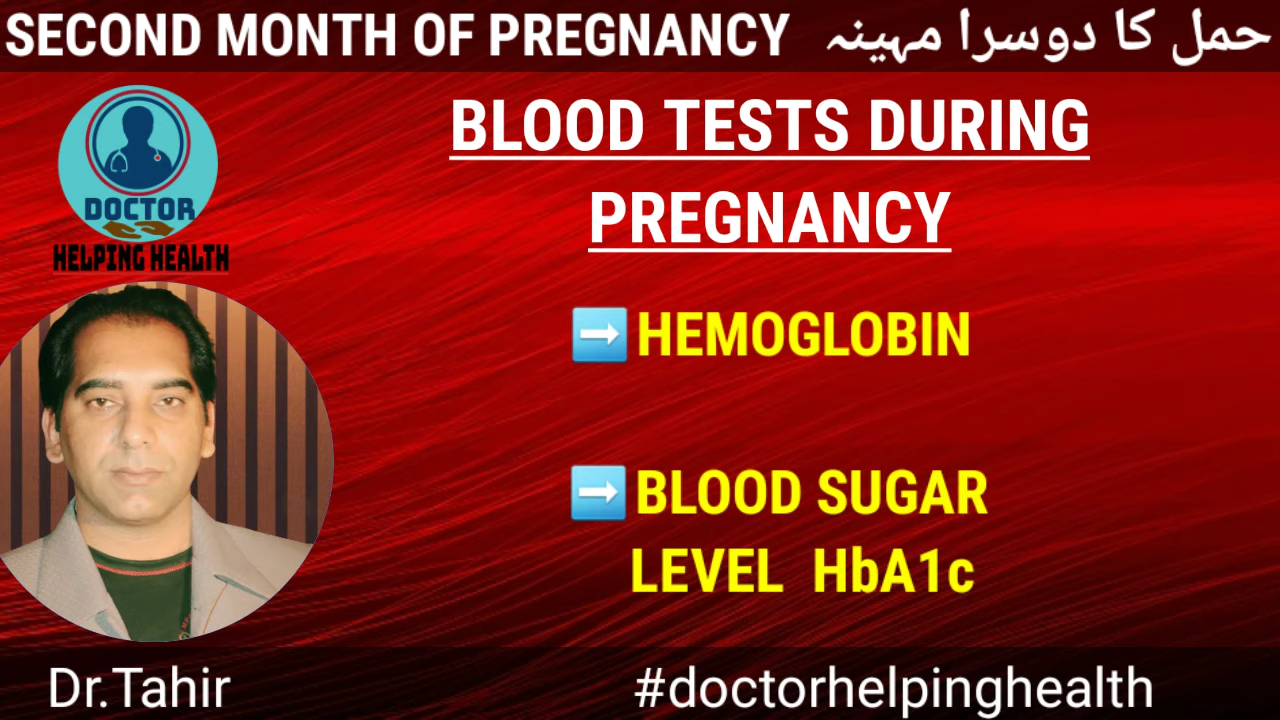 SECOND MONTH OF PREGNANCY حمل کا دوسرا مہینہ
DOCTOR
HELPING HEALTH
BLOOD TESTS DURING
PREGNANCY
➡️ HEMOGLOBIN
➡️ BLOOD SUGAR
LEVEL HbA1c
Dr.Tahir
#doctorhelpinghealth